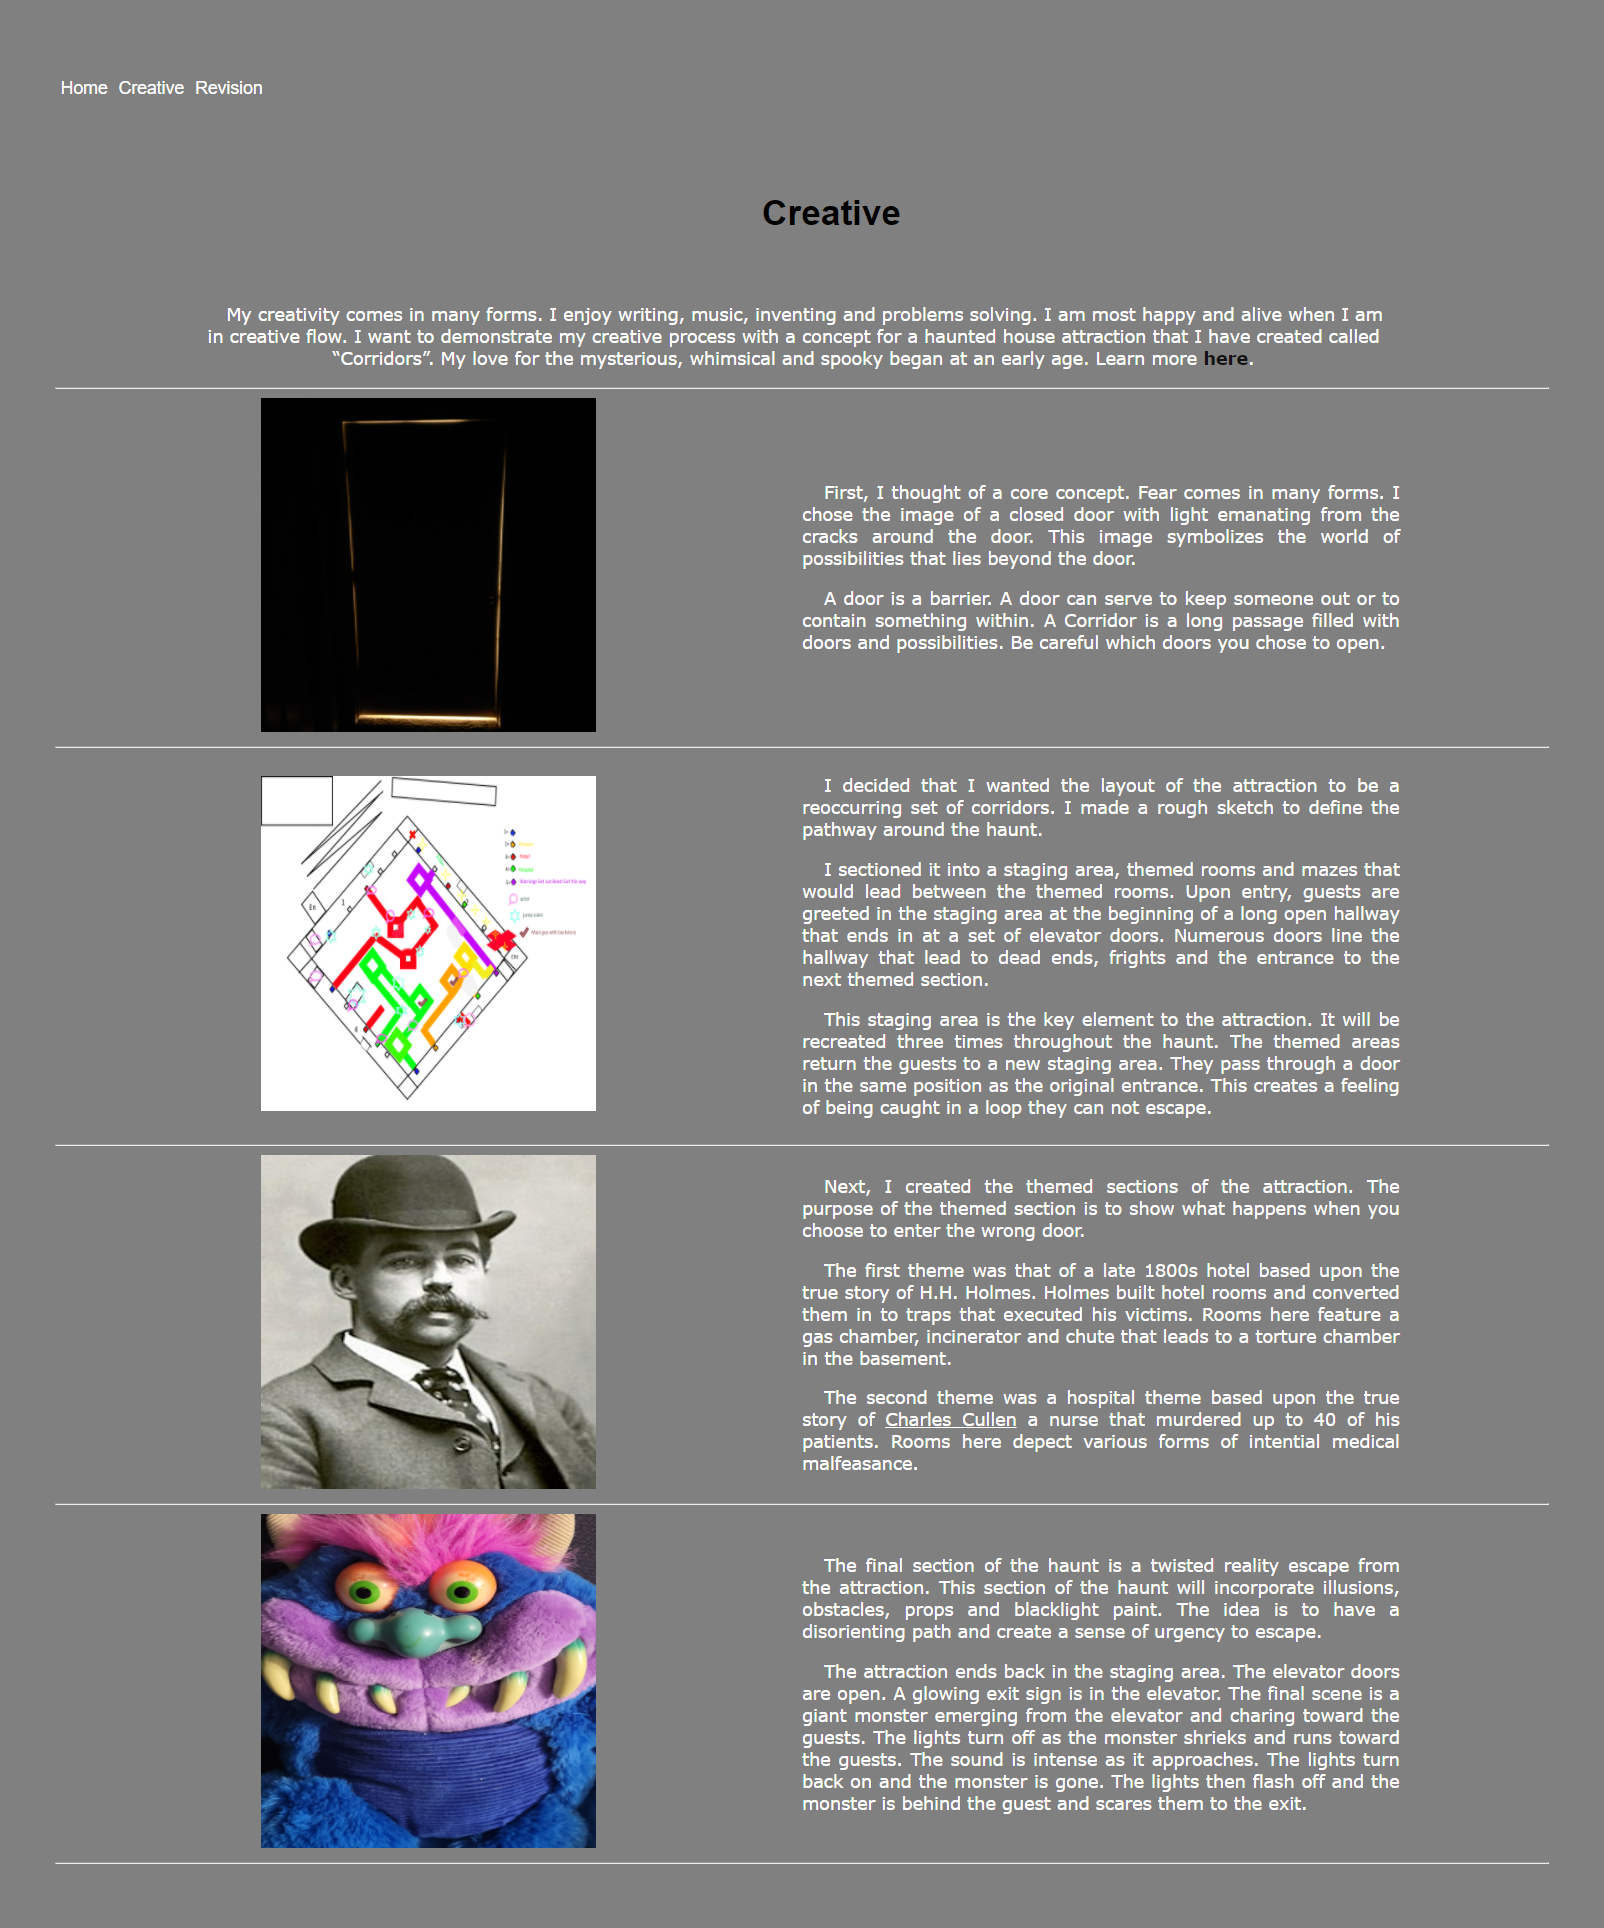 Home Creative Revision
Creative
My creativity comes in many forms. I enjoy writing, music, inventing and problems solving. I am most happy and alive when I am
in creative flow. I want to demonstrate my creative process with a concept for a haunted house attraction that I have created called
“Corridors”. My love for the mysterious, whimsical and spooky began at an early age. Learn more here.
First, I thought of a core concept. Fear comes in many forms. I
chose the image of a closed door with light emanating from the
cracks around the door. This image symbolizes the world of
possibilities that lies beyond the door.
A door is a barrier. A door can serve to keep someone out or to
contain something within. A Corridor is a long passage filled with
doors and possibilities. Be careful which doors you chose to open.
En
1
4
I decided that I wanted the layout of the attraction to be a
reoccurring set of corridors. I made a rough sketch to define the
pathway around the haunt.
I sectioned it into a staging area, themed rooms and mazes that
would lead between the themed rooms. Upon entry, guests are
greeted in the staging area at the beginning of a long open hallway
that ends in at a set of elevator doors. Numerous doors line the
hallway that lead to dead ends, frights and the entrance to the
next themed section.
This staging area is the key element to the attraction. It will be
recreated three times throughout the haunt. The themed areas
return the guests to a new staging area. They pass through a door
in the same position as the original entrance. This creates a feeling
of being caught in a loop they can not escape.
Next, I created the themed sections of the attraction. The
purpose of the themed section is to show what happens when you
choose to enter the wrong door.
The first theme was that of a late 1800s hotel based upon the
true story of H.H. Holmes. Holmes built hotel rooms and converted
them in to traps that executed his victims. Rooms here feature a
gas chamber, incinerator and chute that leads to a torture chamber
in the basement.
The second theme was a hospital theme based upon the true
story of Charles Cullen a nurse that murdered up to 40 of his
patients. Rooms here depect various forms of intential medical
malfeasance.
The final section of the haunt is a twisted reality escape from
the attraction. This section of the haunt will incorporate illusions,
obstacles, props and blacklight paint. The idea is to have a
disorienting path and create a sense of urgency to escape.
The attraction ends back in the staging area. The elevator doors
are open. A glowing exit sign is in the elevator. The final scene is a
giant monster emerging from the elevator and charing toward the
guests. The lights turn off as the monster shrieks and runs toward
the guests. The sound is intense as it approaches. The lights turn
back on and the monster is gone. The lights then flash off and the
monster is behind the guest and scares them to the exit.